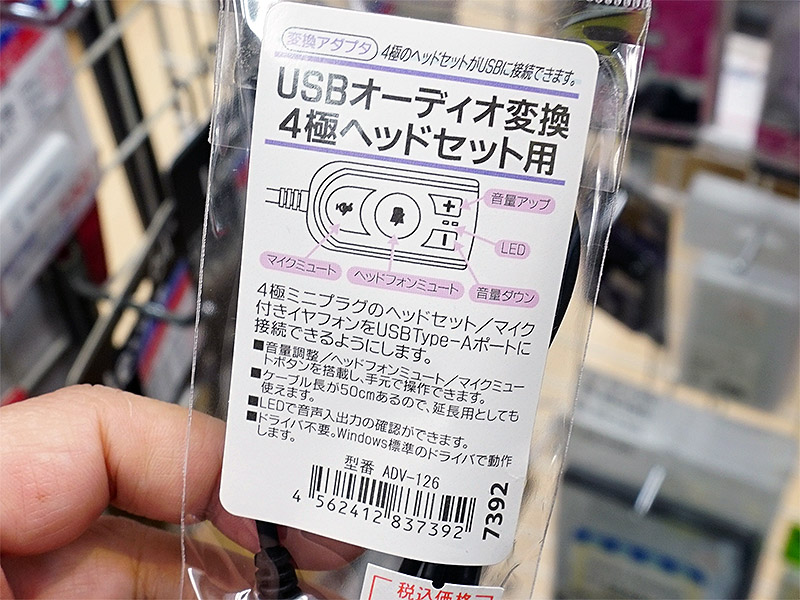 変換アダプタ 4極のヘッドセットがUSBに接続できます。
USBオーディオ変換
4極ヘッドセット用
音量アップ
LED
マイクミュート ヘッドフォンミュート 音量ダウン
4極ミニプラグのヘッドセット/マイク
付きイヤフォンをUSBType-Aポートに
接続できるようにします。
■音量調整/ヘッドフォンミュート/マイクミュー
トボタンを搭載し、手元で操作できます。
■ケーブル長が50cmあるので、延長用としても
使えます。
■LEDで音声入出力の確認ができます。
■ドライバ不要。Windows標準のドライバで動作
します。
型番 ADV-126
4 562412 837392
7392
税込価格